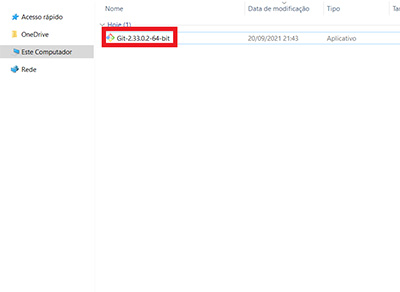 Nome Data de modificação Tipo Ta
Acesso rápido
Hoje (1)
OneDrive
Git-2.33.0.2-64-bit 20/09/2021 21:43 Aplicativo
Este Computador
Rede